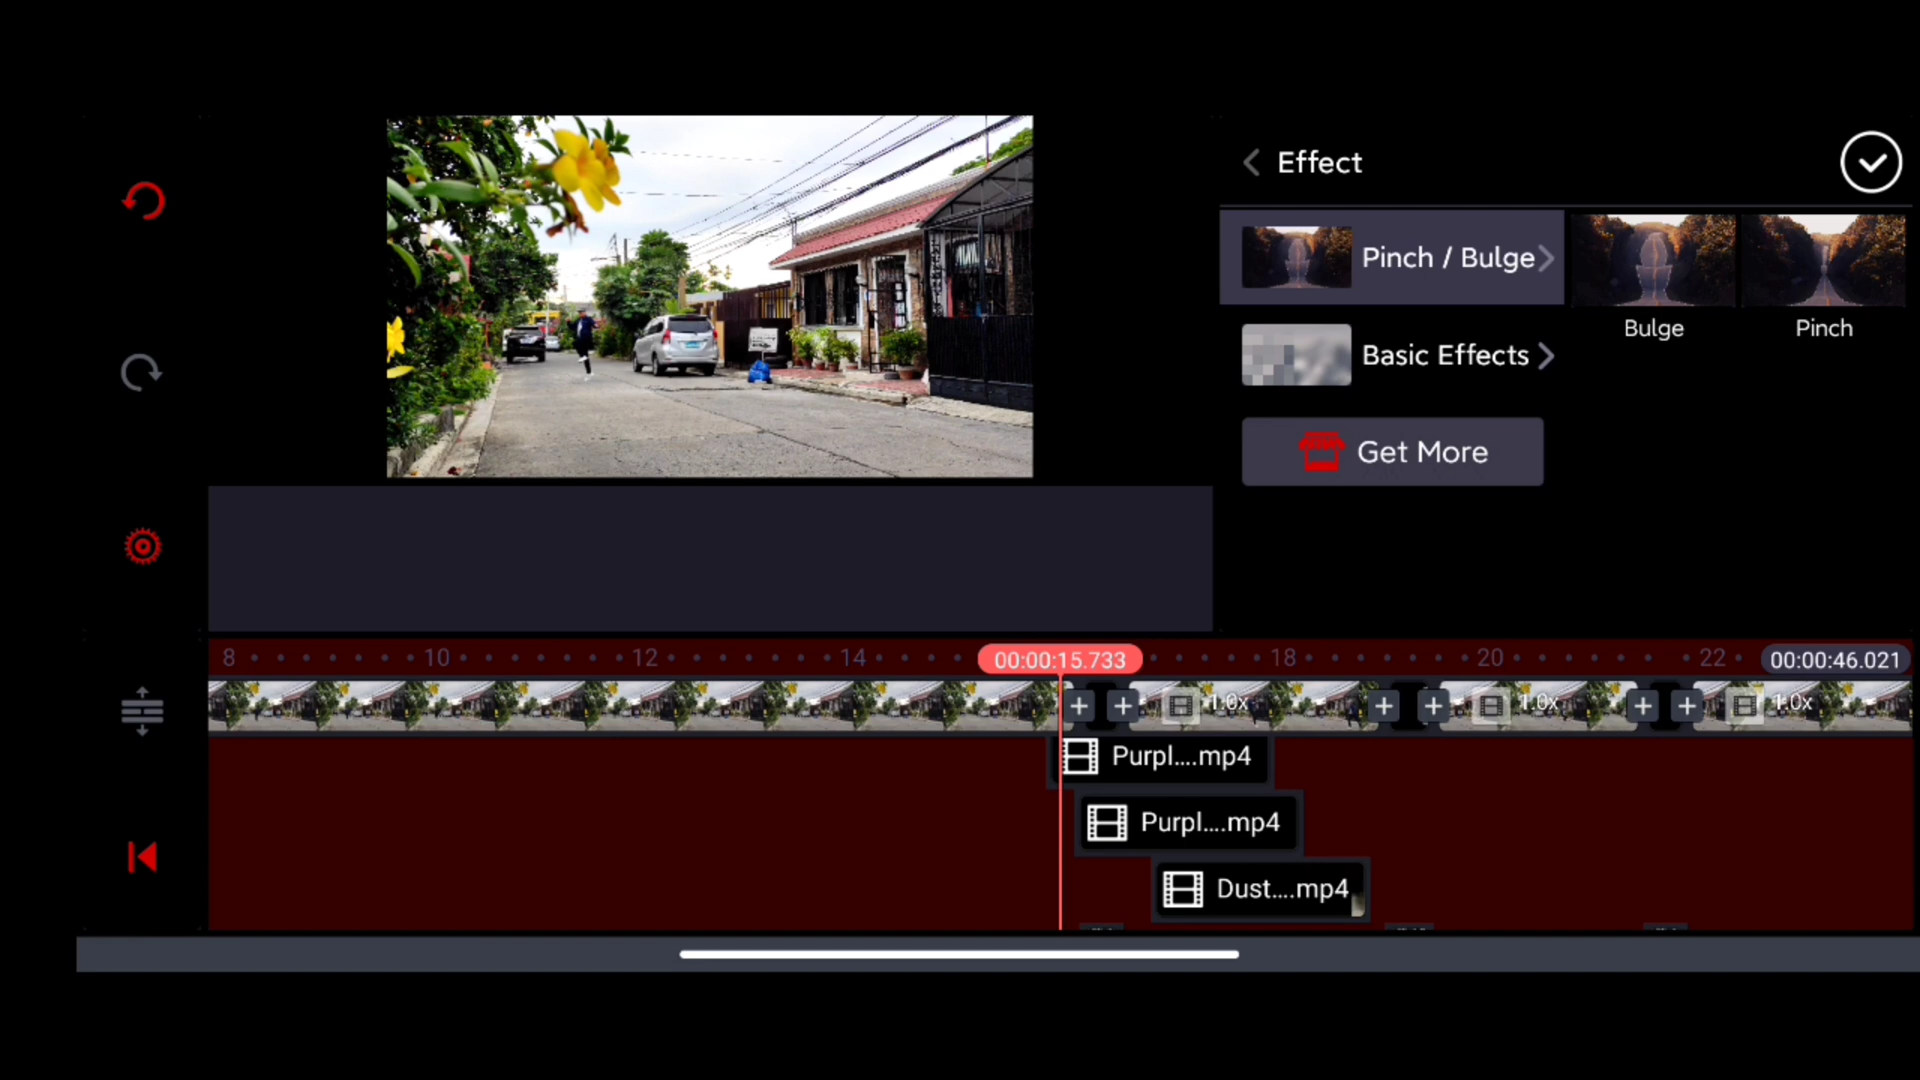 Effect
Pinch / Bulge
Bulge
Pinch
Basic Effects
Get More
8 10 12 14 00:00:15.733 18 20 22 00:00:46.021
1.0x 1.0x 1.0x
Purpl....mp4
Purpl....mp4
Dust....mp4